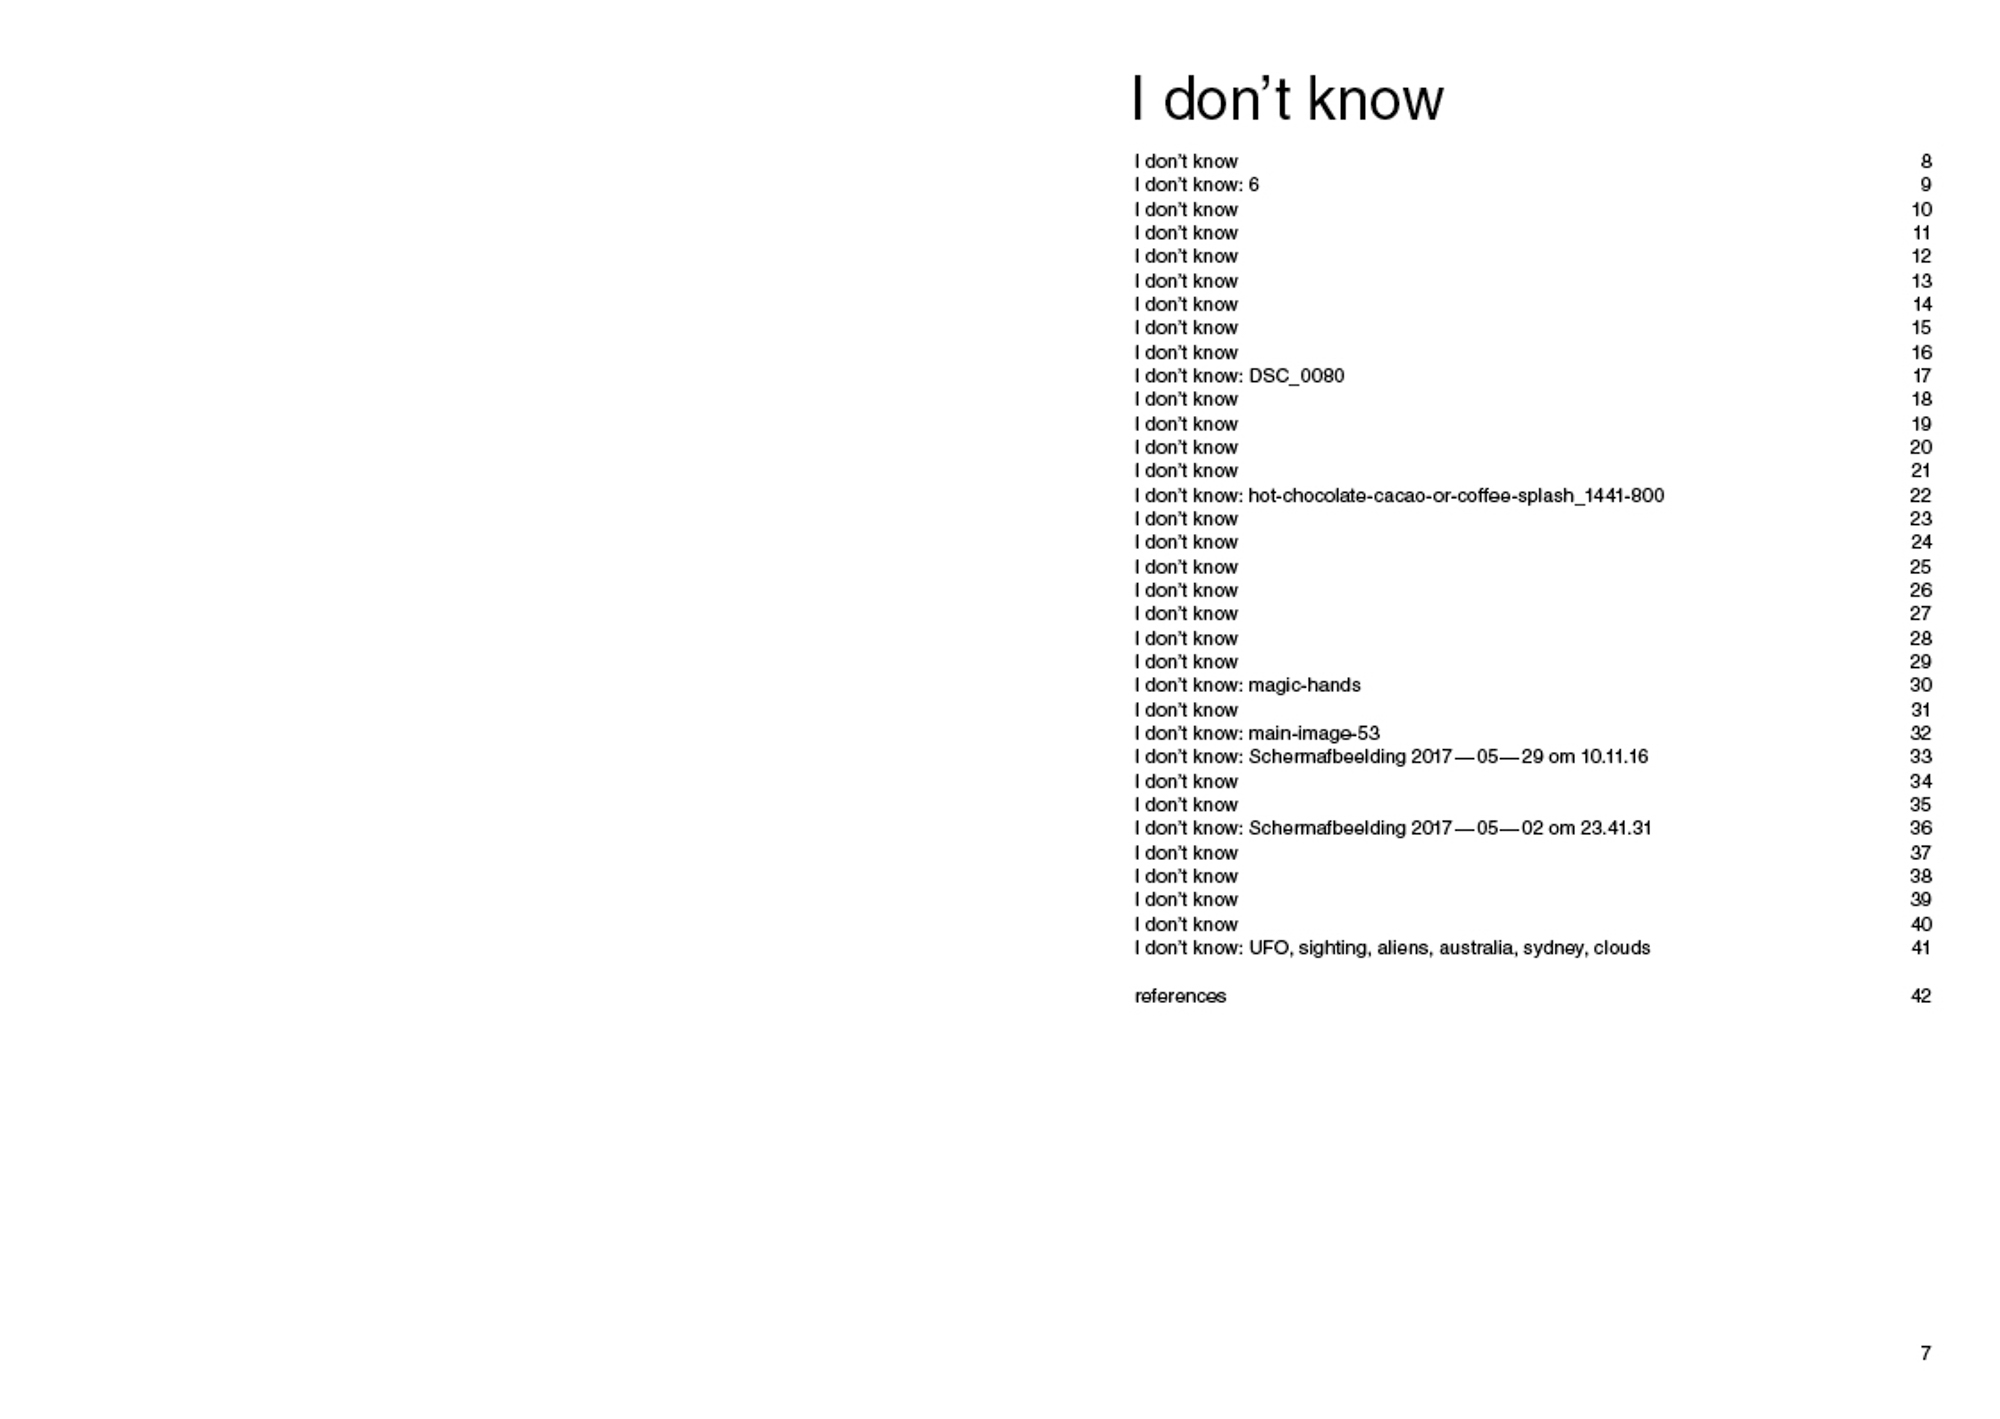 I don’t know
I don’t know 8
I don’t know: 6 9
I don’t know 10
I don’t know 11
I don’t know 12
I don’t know 13
I don’t know 14
I don’t know 15
I don’t know 16
I don’t know: DSC_0080 17
I don’t know 18
I don’t know 19
I don’t know 20
I don’t know 21
I don’t know: hot-chocolate-cacao-or-coffee-splash_1441-800 22
I don’t know 23
I don’t know 24
I don’t know 25
I don’t know 26
I don’t know 27
I don’t know 28
I don’t know 29
I don’t know: magic-hands 30
I don’t know 31
I don’t know: main-image-53 32
I don’t know: Schermafbeelding 2017—05—29 om 10.11.16 33
I don’t know 34
I don’t know 35
I don’t know: Schermafbeelding 2017—05—02 om 23.41.31 36
I don’t know 37
I don’t know 38
I don’t know 39
I don’t know 40
I don’t know: UFO, sighting, aliens, australia, sydney, clouds 41
references 42
7